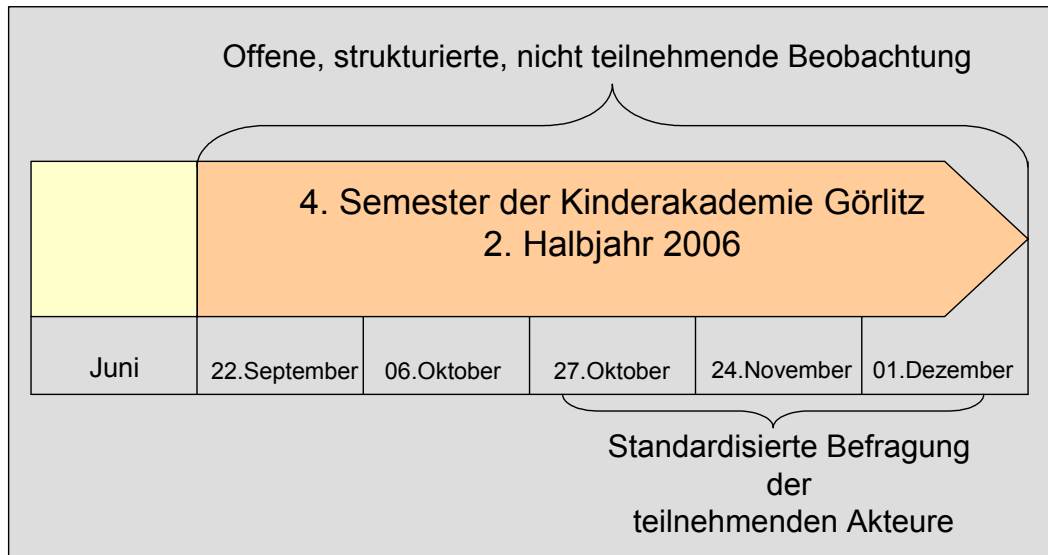 Offene, strukturierte, nicht teilnehmende Beobachtung
4. Semester der Kinderakademie Görlitz
2. Halbjahr 2006
Juni
22.September
06.Oktober
27.Oktober
24.November
01.Dezember
Standardisierte Befragung
der
teilnehmenden Akteure